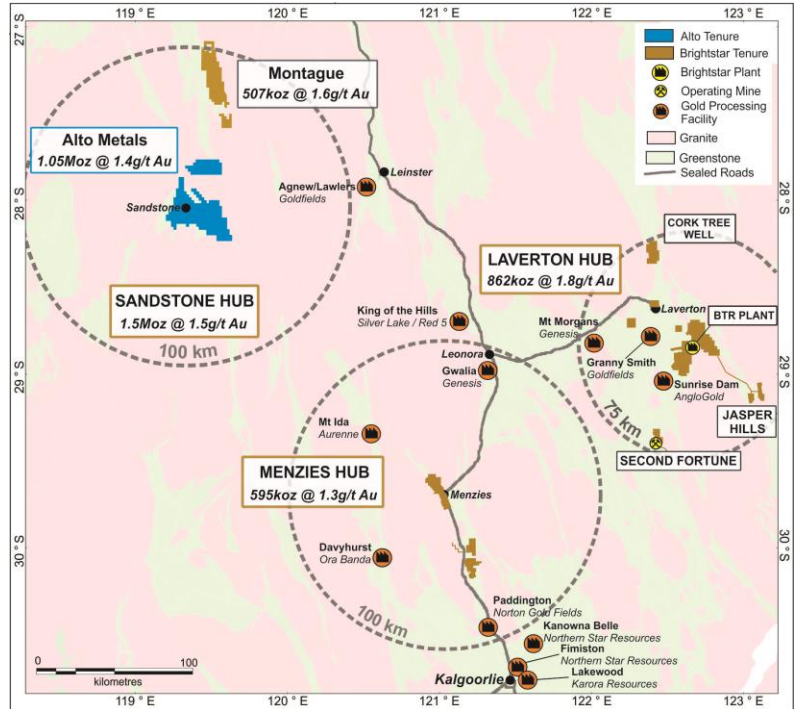 119 ° E
120 ° E
121 ° E
122 ° E
123 ° E
27° S
28° S
29° S
30° S
28° S
29° S
30° S
Alto Tenure
Brightstar Tenure
Brightstar Plant
Operating Mine
Gold Processing
Facility
Granite
Greenstone
Sealed Roads
Montague
507koz @ 1.6g/t Au
Alto Metals
1.05Moz @ 1.4g/t Au
Sandstone
SANDSTONE HUB
1.5Moz @ 1.5g/t Au
100 km
Leinster
Agnew/Lawlers
Goldfields
CORK TREE
WELL
LAVERTON HUB
862koz @ 1.8g/t Au
Laverton
BTR PLANT
King of the Hills
Silver Lake / Red 5
Mt Morgans
Genesis
Granny Smith
Goldfields
Leonora
Gwalia
Genesis
Sunrise Dam
AngloGold
JASPER
HILLS
75 km
SECOND FORTUNE
Mt Ida
Aurenne
MENZIES HUB
595koz @ 1.3g/t Au
Menzies
Davyhurst
Ora Banda
100 km
Paddington
Norton Gold Fields
Kanowna Belle
Northern Star Resources
Fimiston
Northern Star Resources
Lakewood
Karora Resources
Kalgoorlie
0
100
kilometres
119 ° E
120 ° E
121 ° E
122 ° E
123 ° E